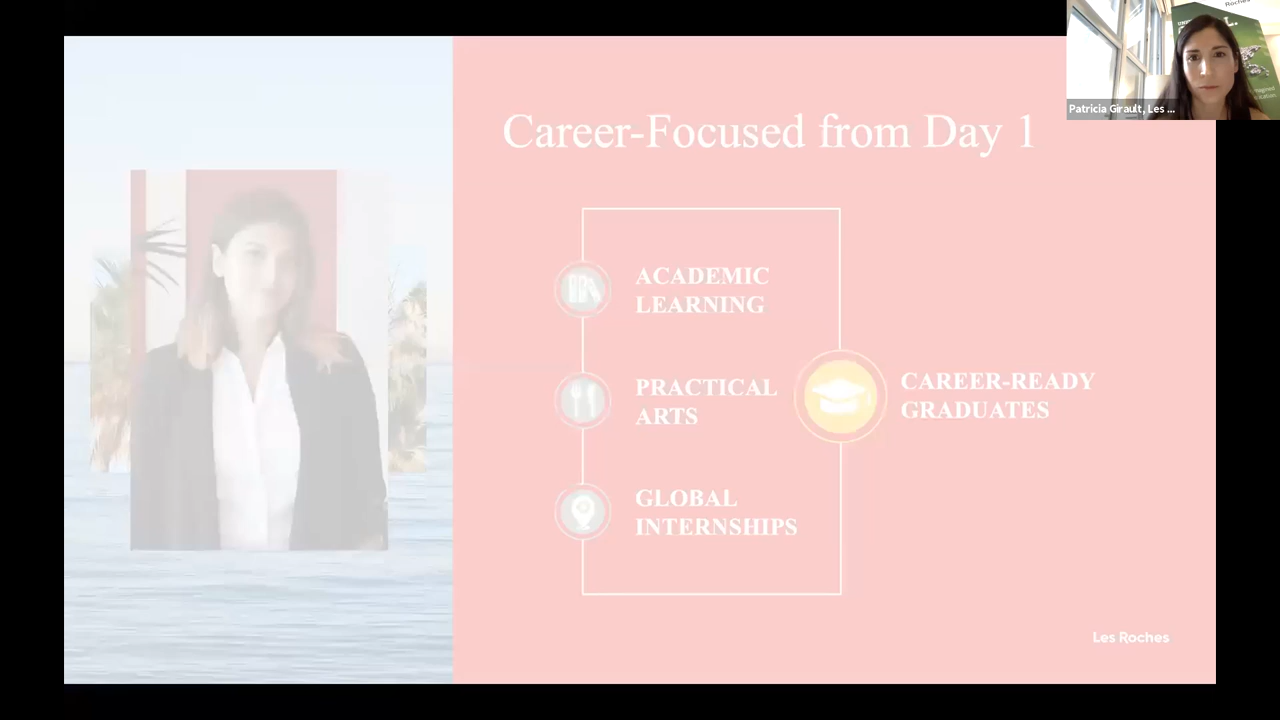 Roches
Patricia Girault, Les ...
Career-Focused from Day 1
ACADEMIC
LEARNING
PRACTICAL
ARTS
CAREER-READY
GRADUATES
GLOBAL
INTERNSHIPS
Les Roches